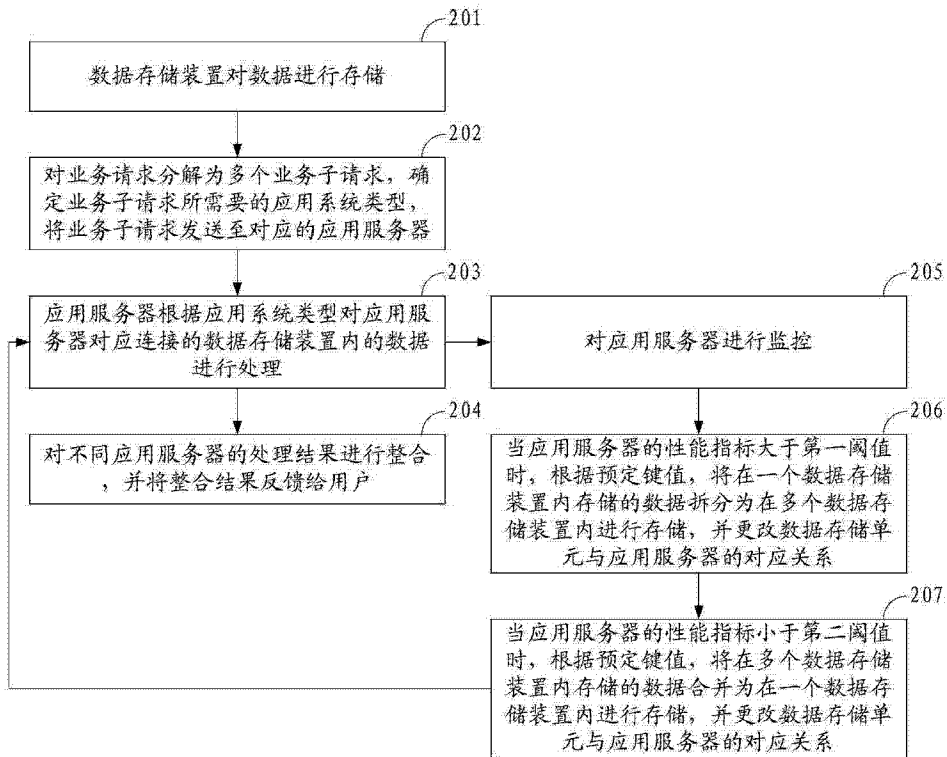 201
数据存储装置对数据进行存储
202
对业务请求分解为多个业务子请求，确
定业务子请求所需要的应用系统类型，
将业务子请求发送至对应的应用服务器
203
应用服务器根据应用系统类型对应用服
务器对应连接的数据存储装置内的数据
进行处理
204
对不同应用服务器的处理结果进行整合
，并将整合结果反馈给用户
205
对应用服务器进行监控
206
当应用服务器的性能指标大于第一阈值
时，根据预定键值，将在一个数据存储
装置内存储的数据拆分为在多个数据存
储装置内进行存储，并更改数据存储单
元与应用服务器的对应关系
207
当应用服务器的性能指标小于第二阈值
时，根据预定键值，将在多个数据存储
装置内存储的数据合并为在一个数据存
储装置内进行存储，并更改数据存储单
元与应用服务器的对应关系